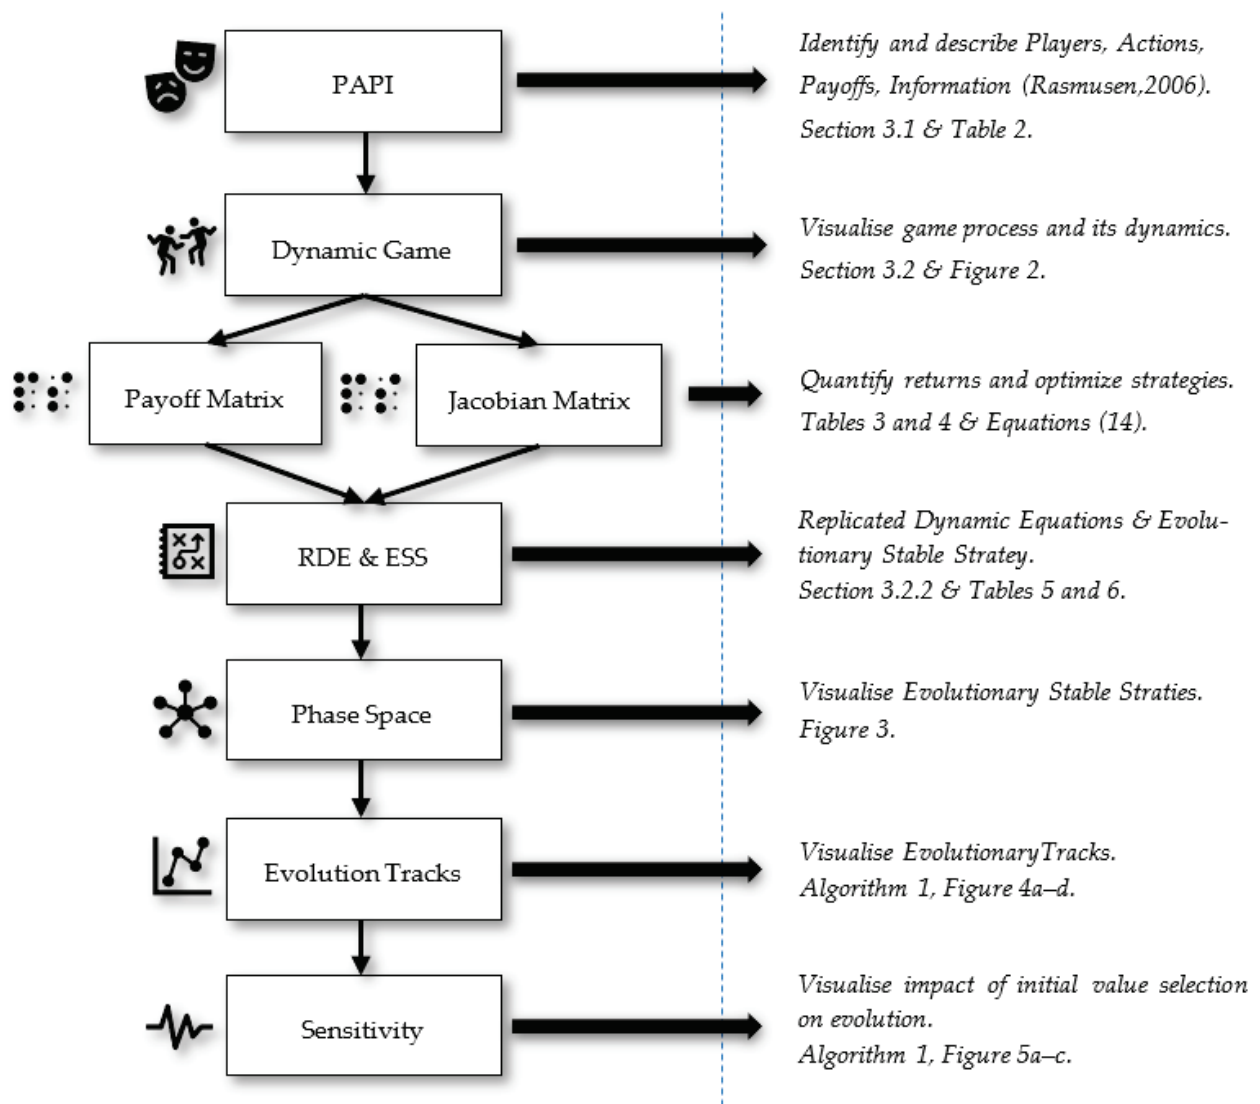 PAPI
Identify and describe Players, Actions,
Payoffs, Information (Rasmusen,2006).
Section 3.1 & Table 2.
Dynamic Game
Visualise game process and its dynamics.
Section 3.2 & Figure 2.
Payoff Matrix
Jacobian Matrix
Quantify returns and optimize strategies.
Tables 3 and 4 & Equations (14).
RDE & ESS
Replicated Dynamic Equations & Evolu-
tionary Stable Stratey.
Section 3.2.2 & Tables 5 and 6.
Phase Space
Visualise Evolutionary Stable Straties.
Figure 3.
Evolution Tracks
Visualise EvolutionaryTracks.
Algorithm 1, Figure 4a–d.
Sensitivity
Visualise impact of initial value selection
on evolution.
Algorithm 1, Figure 5a–c.